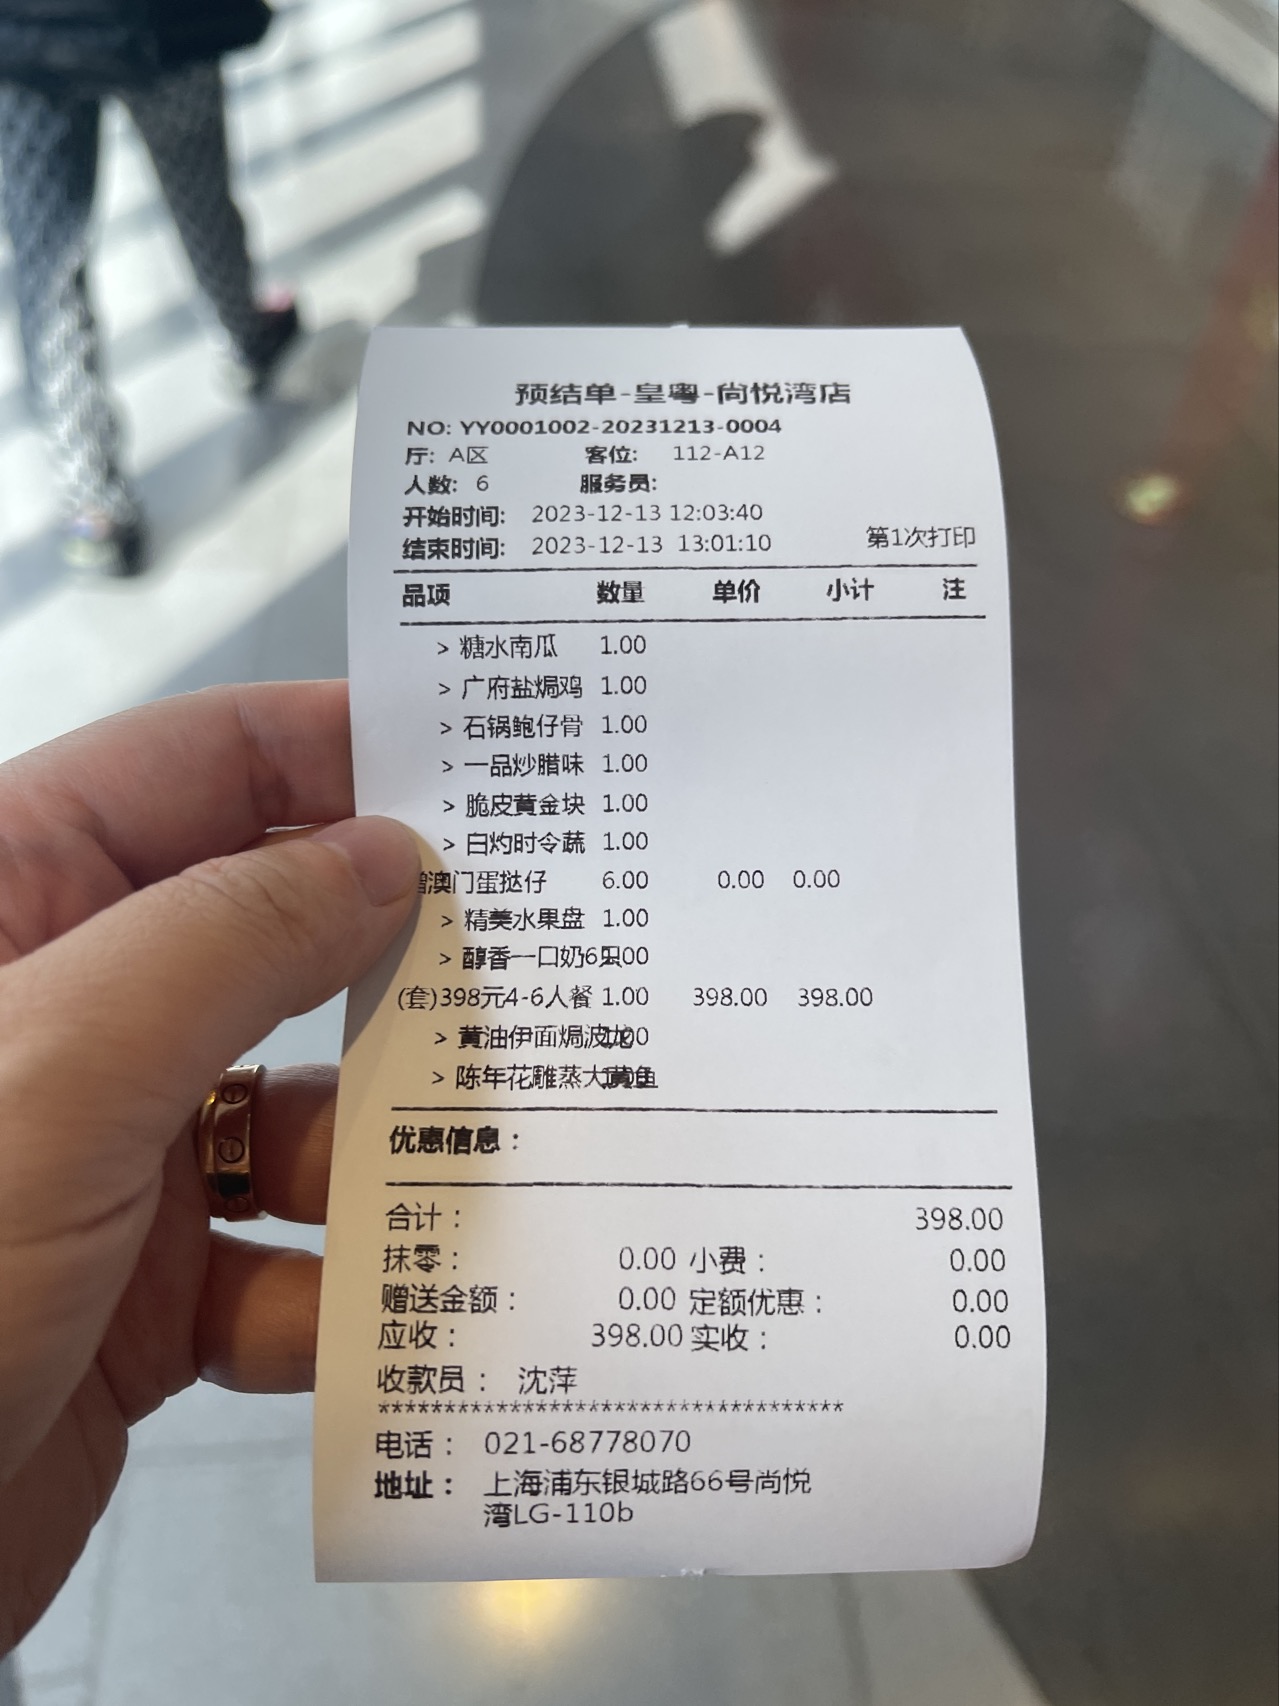 预结单-皇粤-尚悦湾店
NO: YY0001002-20231213-0004
厅: A区 客位: 112-A12
人数: 6 服务员:
开始时间: 2023-12-13 12:03:40
结束时间: 2023-12-13 13:01:10 第1次打印
品项 数量 单价 小计 注
> 糖水南瓜 1.00
> 广府盐焗鸡 1.00
> 石锅鲍仔骨 1.00
> 一品炒腊味 1.00
> 脆皮黄金块 1.00
> 白灼时令蔬 1.00
澳门蛋挞仔 6.00 0.00 0.00
> 精美水果盘 1.00
> 醇香一口奶6只 1.00
(套)398元4-6人餐 1.00 398.00 398.00
> 黄油伊面焗波龙 1.00
> 陈年花雕蒸大黄鱼
优惠信息：
合计： 398.00
抹零： 0.00 小费： 0.00
赠送金额： 0.00 定额优惠： 0.00
应收： 398.00 实收： 0.00
收款员： 沈萍
************************************
电话： 021-68778070
地址： 上海浦东银城路66号尚悦
湾LG-110b